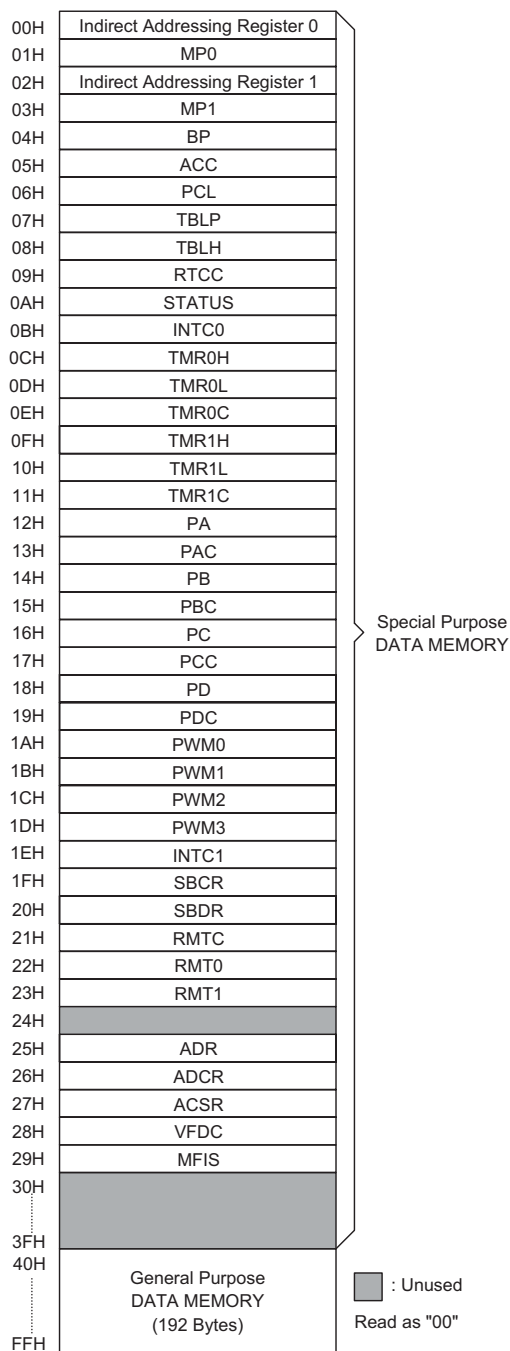 00H Indirect Addressing Register 0
01H MP0
02H Indirect Addressing Register 1
03H MP1
04H BP
05H ACC
06H PCL
07H TBLP
08H TBLH
09H RTCC
0AH STATUS
0BH INTC0
0CH TMR0H
0DH TMR0L
0EH TMR0C
0FH TMR1H
10H TMR1L
11H TMR1C
12H PA
13H PAC
14H PB
15H PBC
16H PC
17H PCC
18H PD
19H PDC
1AH PWM0
1BH PWM1
1CH PWM2
1DH PWM3
1EH INTC1
1FH SBCR
20H SBDR
21H RMTC
22H RMT0
23H RMT1
24H
25H ADR
26H ADCR
27H ACSR
28H VFDC
29H MFIS
30H
3FH
40H
FFH
General Purpose
DATA MEMORY
(192 Bytes)
Special Purpose
DATA MEMORY
: Unused
Read as "00"